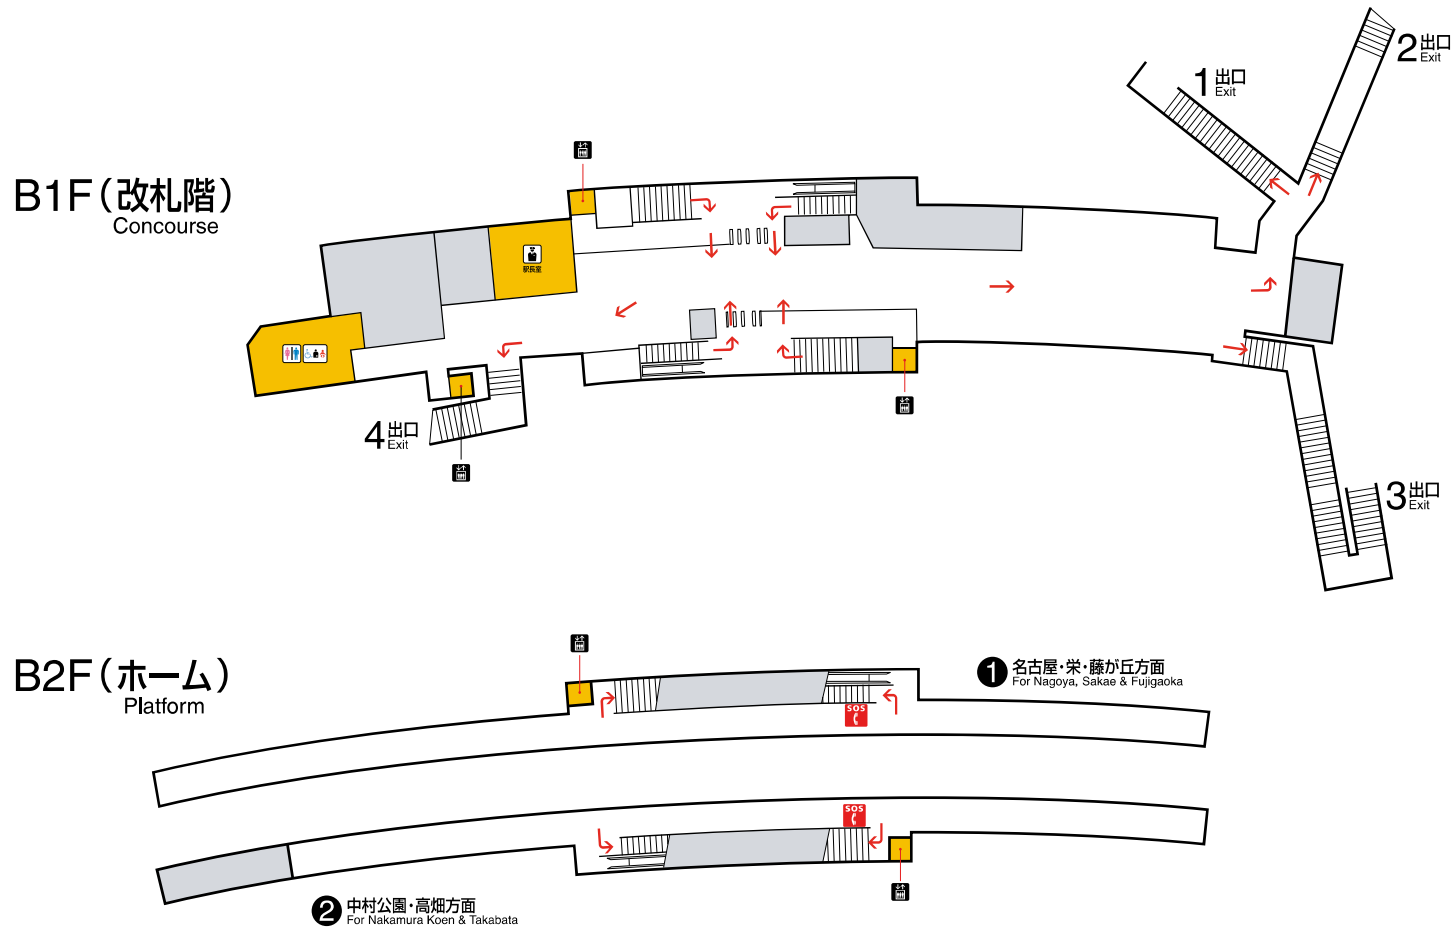 2出口
Exit
1出口
Exit
B1F(改札階)
Concourse
駅長室
4出口
Exit
3出口
Exit
B2F(ホーム)
Platform
1 名古屋・栄・藤が丘方面
For Nagoya, Sakae & Fujigaoka
SOS
SOS
2 中村公園・高畑方面
For Nakamura Koen & Takabata